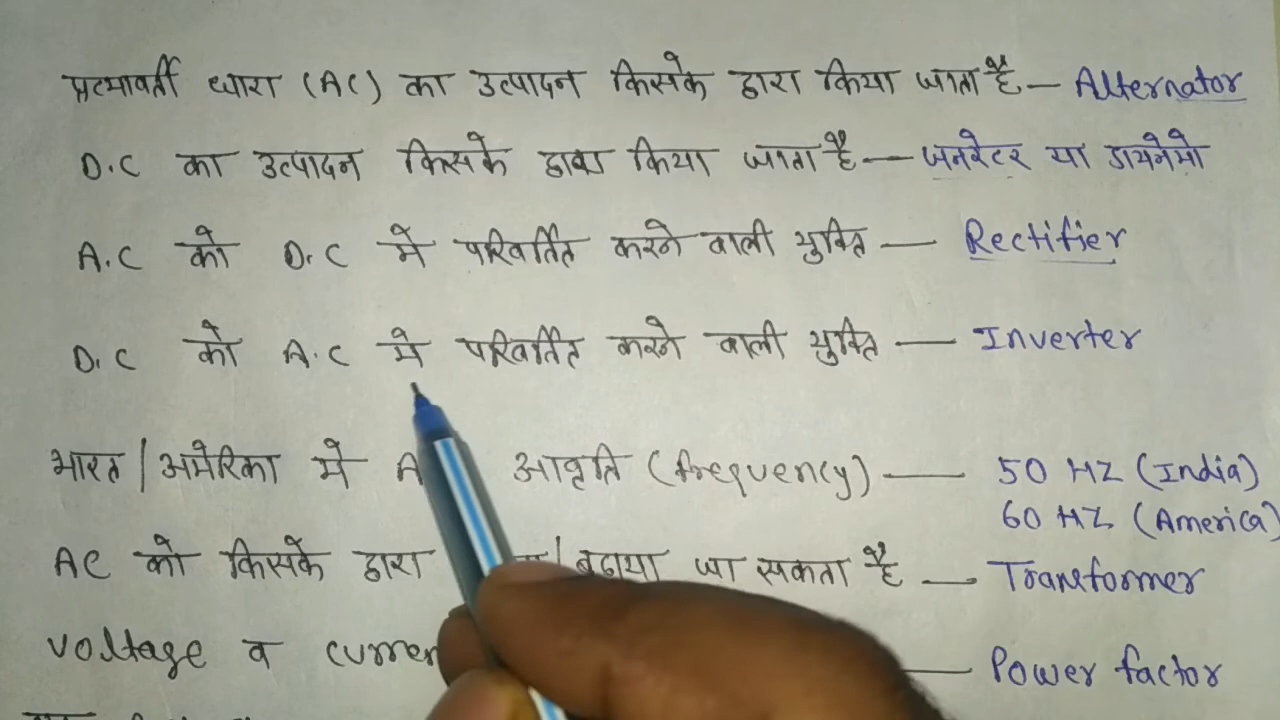 प्रत्यावर्ती धारा (AC) का उत्पादन किसके द्वारा किया जाता है — Alternator
D.C का उत्पादन किसके द्वारा किया जाता है — जनरेटर या डायनेमो
A.C को D.C में परिवर्तित करने वाली युक्ति — Rectifier
D.C को A.C में परिवर्तित करने वाली युक्ति — Inverter
भारत/अमेरिका में A आवृति (frequency) — 50 HZ (India)
60 HZ (America)
AC को किसके द्वारा /बढाया जा सकता है — Transformer
voltage व — Power factor